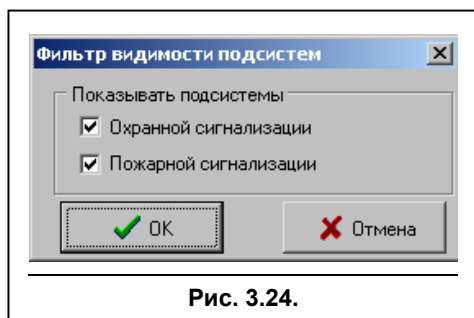 Фильтр видимости подсистем
Показывать подсистемы
Охранной сигнализации
Пожарной сигнализации
OK
Отмена
Рис. 3.24.